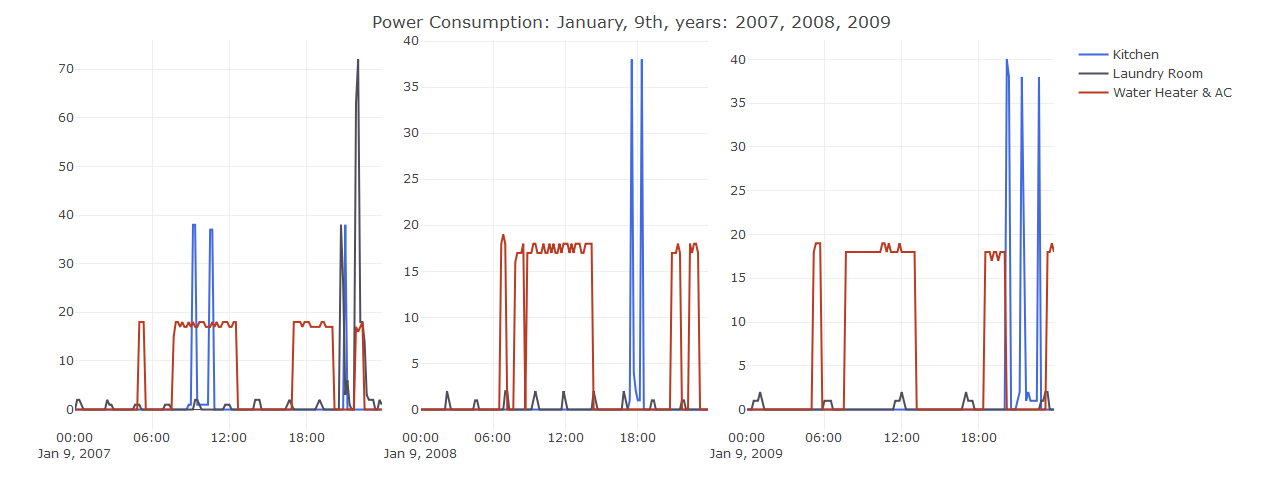 Power Consumption: January, 9th, years: 2007, 2008, 2009
70
60
50
40
30
20
10
0
00:00 06:00 12:00 18:00
Jan 9, 2007
40
35
30
25
20
15
10
5
0
00:00 06:00 12:00 18:00
Jan 9, 2008
40
35
30
25
20
15
10
5
0
00:00 06:00 12:00 18:00
Jan 9, 2009
Kitchen
Laundry Room
Water Heater & AC